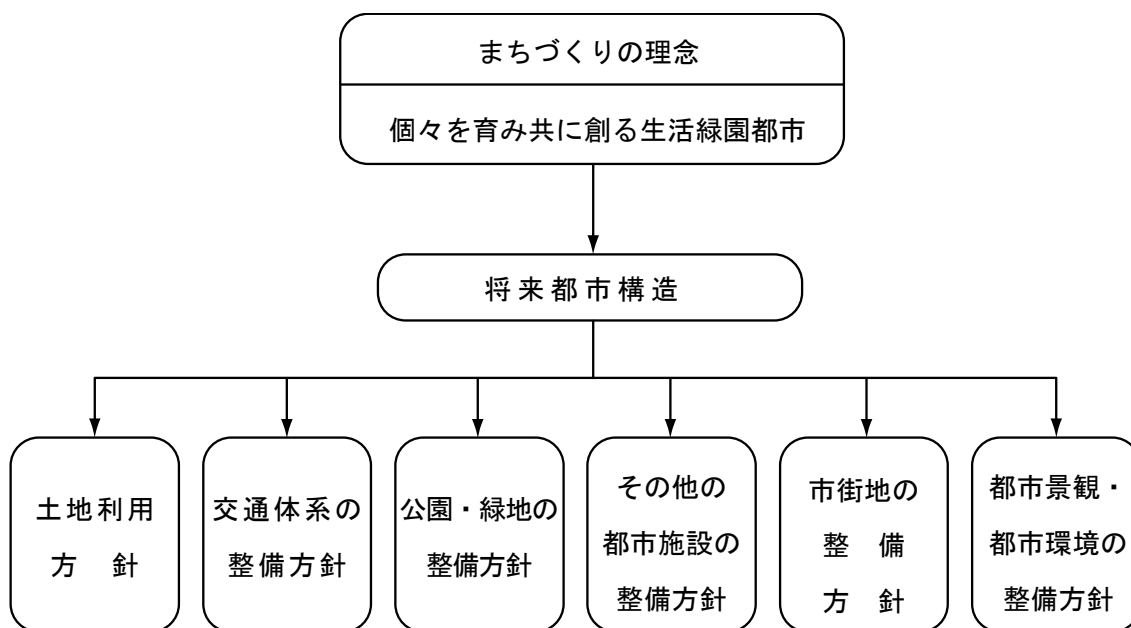 まちづくりの理念
個々を育み共に創る生活緑園都市
将来都市構造
土地利用
方針
交通体系の
整備方針
公園・緑地の
整備方針
その他の
都市施設の
整備方針
市街地の
整備
方針
都市景観・
都市環境の
整備方針